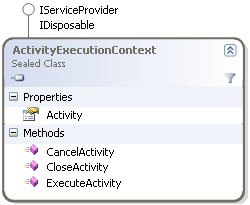 IServiceProvider
IDisposable
ActivityExecutionContext
Sealed Class
Properties
Activity
Methods
CancelActivity
CloseActivity
ExecuteActivity